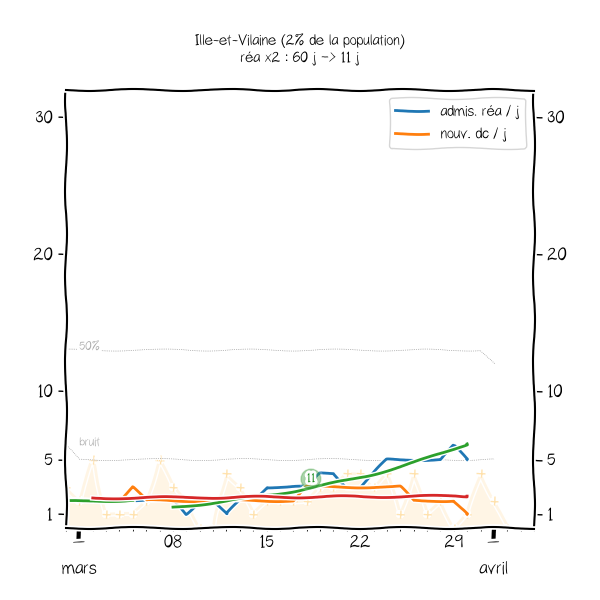 Ille-et-Vilaine (2% de la population)
réa x2 : 60 j -> 11 j
admis. réa / j
nouv. dc / j
30
30
20
20
50%
10
10
bruit
5
5
11
1
1
08
15
22
29
mars
avril